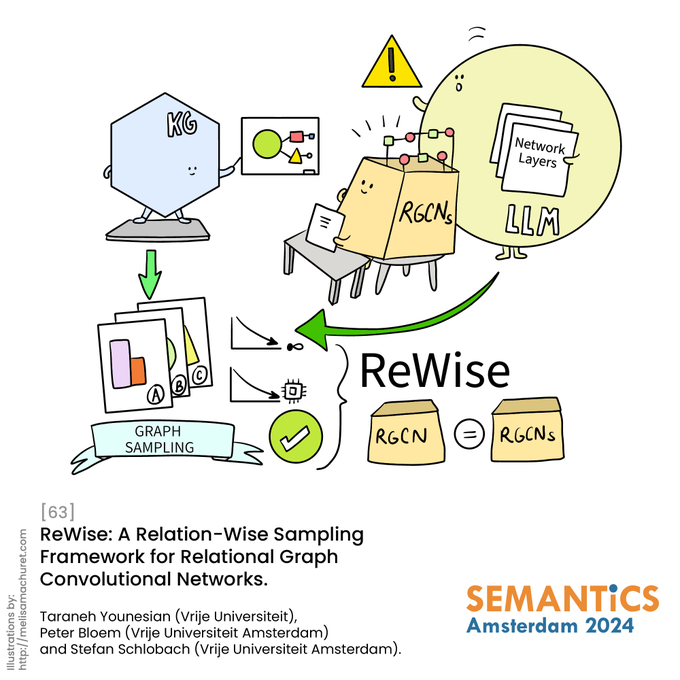 KG
RGCNs
Network
Layers
LLM
A
B
C
GRAPH
SAMPLING
ReWise
RGCN = RGCNs
[63]
ReWise: A Relation-Wise Sampling
Framework for Relational Graph
Convolutional Networks.
Taraneh Younesian (Vrije Universiteit),
Peter Bloem (Vrije Universiteit Amsterdam)
and Stefan Schlobach (Vrije Universiteit Amsterdam).
SEMANTiCS
Amsterdam 2024
Illustrations by:
http://melisamachuret.com